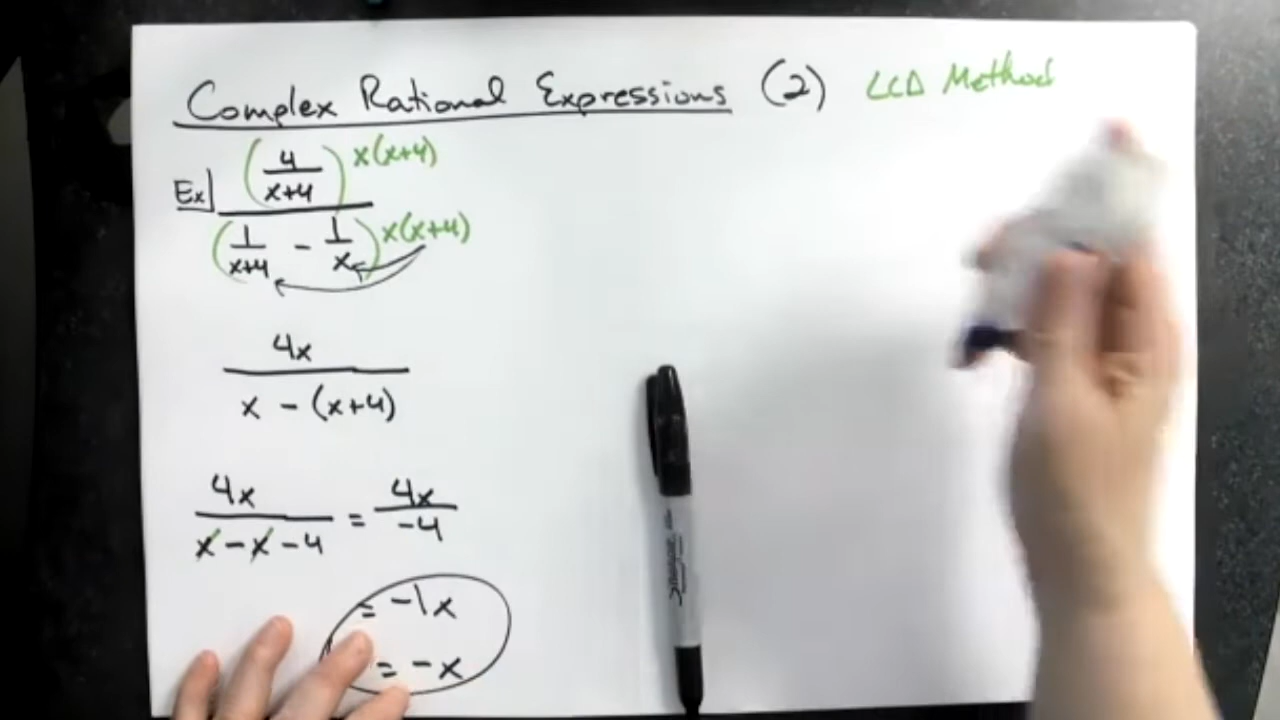 Complex Rational Expressions (2) LCD Method
Ex] (4/(x+4)) x(x+4)
(1/(x+4) - 1/x) x(x+4)
4x
x - (x+4)
4x/(x - x - 4) = 4x/-4
= -1x
= -x
Sharpie